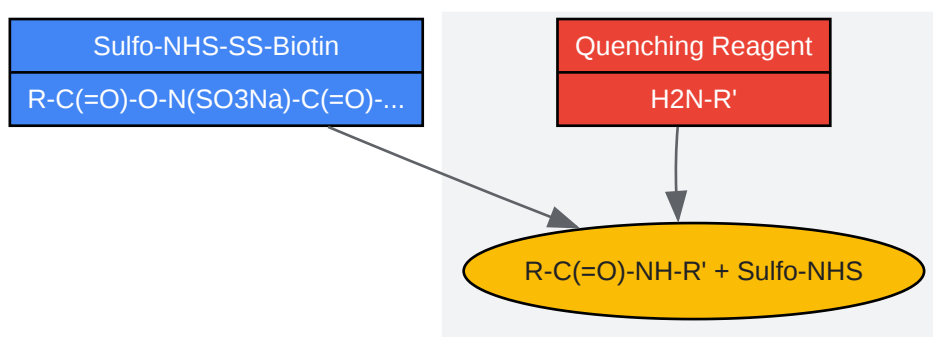 Sulfo-NHS-SS-Biotin
R-C(=O)-O-N(SO3Na)-C(=O)-...
Quenching Reagent
H2N-R'
R-C(=O)-NH-R' + Sulfo-NHS